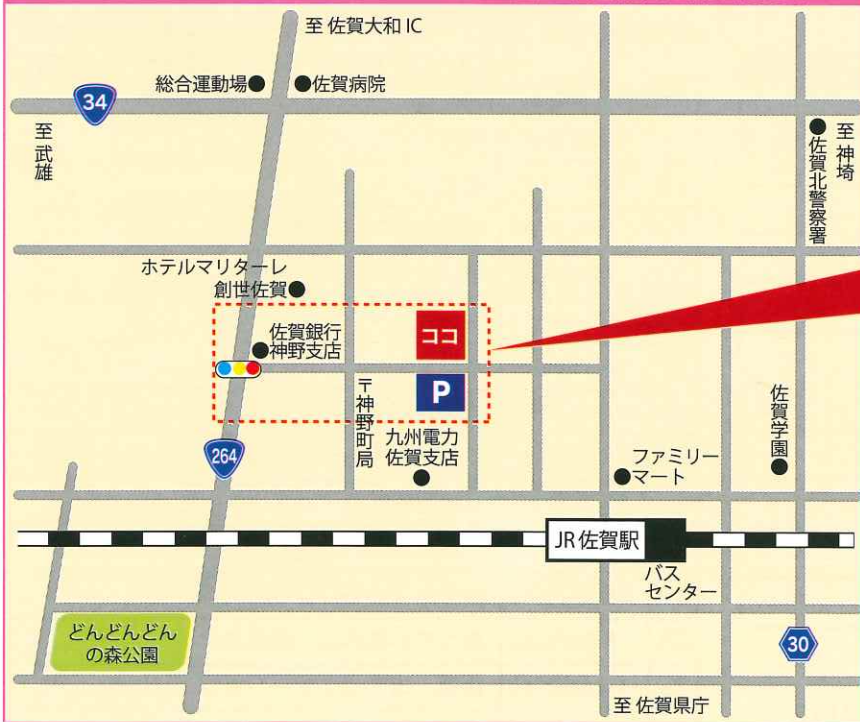 至 佐賀大和 IC
総合運動場
佐賀病院
34
至 武雄
至 神埼
佐賀北警察署
ホテルマリターレ
創世佐賀
佐賀銀行
神野支店
ココ
P
〒神野町局
九州電力
佐賀支店
佐賀学園
264
ファミリー
マート
JR 佐賀駅
バス
センター
どんどんどん
の森公園
30
至 佐賀県庁